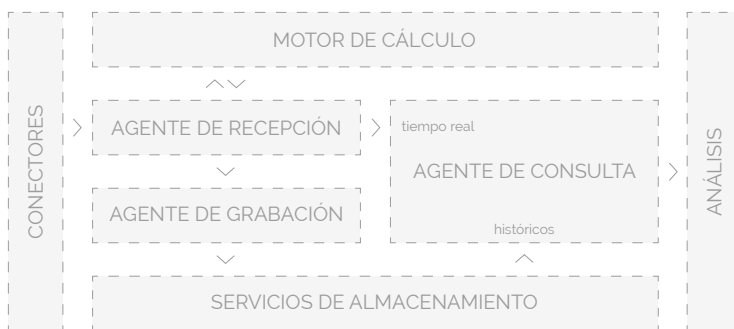 MOTOR DE CÁLCULO
CONECTORES
AGENTE DE RECEPCIÓN
tiempo real
AGENTE DE CONSULTA
ANÁLISIS
AGENTE DE GRABACIÓN
históricos
SERVICIOS DE ALMACENAMIENTO